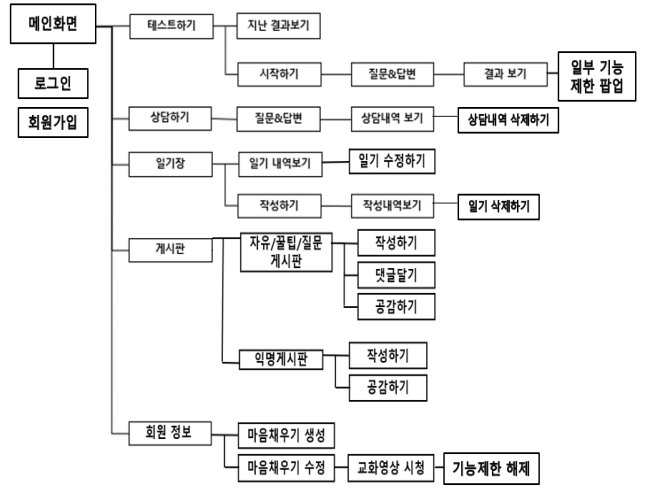 메인화면
로그인
회원가입
테스트하기
지난 결과보기
시작하기
질문&답변
결과 보기
일부 기능
제한 팝업
상담하기
질문&답변
상담내역 보기
상담내역 삭제하기
일기장
일기 내역보기
일기 수정하기
작성하기
작성내역보기
일기 삭제하기
게시판
자유/꿀팁/질문
게시판
작성하기
댓글달기
공감하기
익명게시판
작성하기
공감하기
회원 정보
마음채우기 생성
마음채우기 수정
교화영상 시청
기능제한 해제